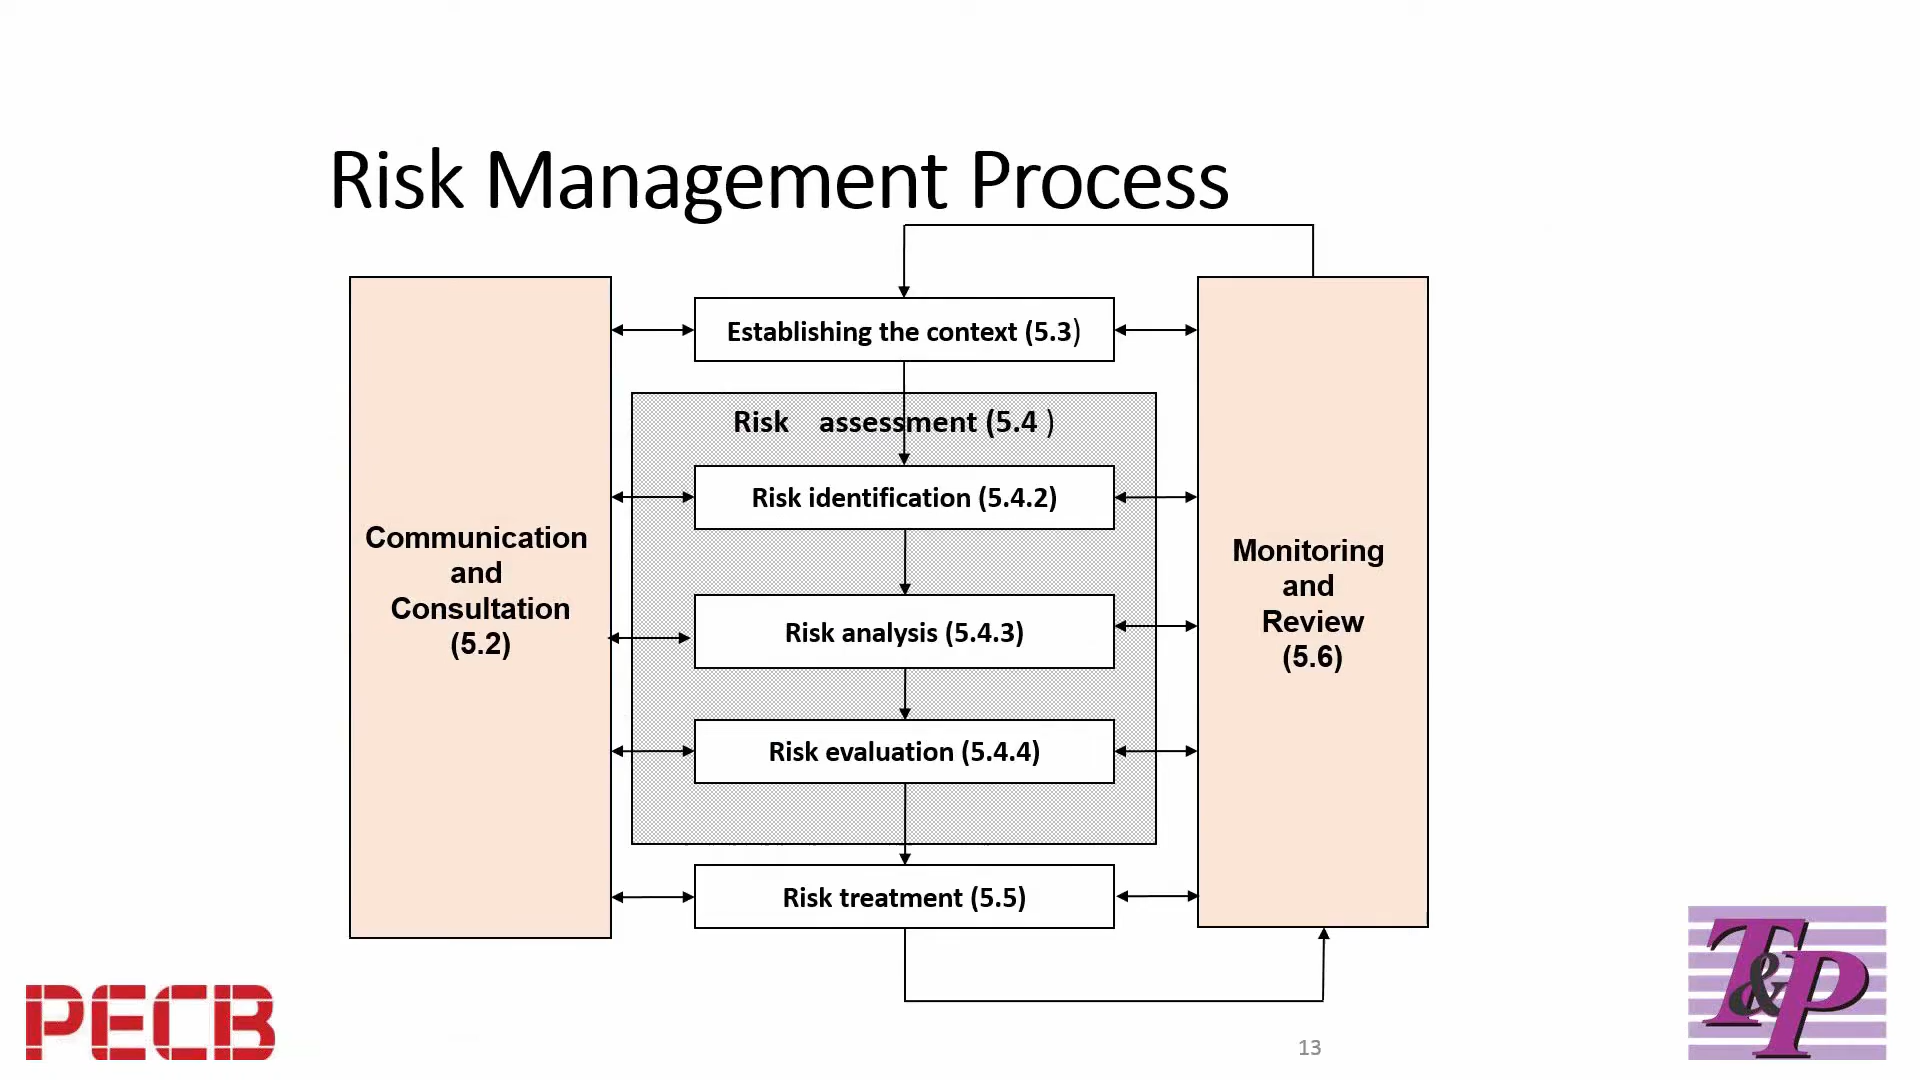 Risk Management Process
Establishing the context (5.3)
Risk assessment (5.4 )
Risk identification (5.4.2)
Risk analysis (5.4.3)
Risk evaluation (5.4.4)
Risk treatment (5.5)
Communication
and
Consultation
(5.2)
Monitoring
and
Review
(5.6)
PECB
T&P
13